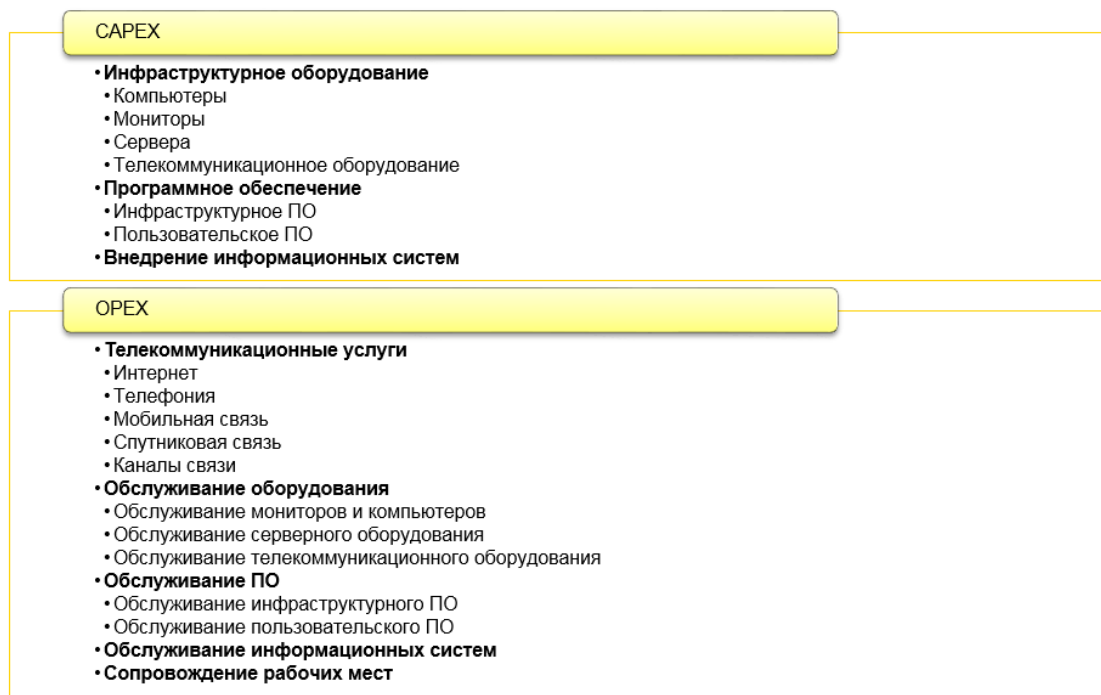 CAPEX
• Инфраструктурное оборудование
• Компьютеры
• Мониторы
• Сервера
• Телекоммуникационное оборудование
• Программное обеспечение
• Инфраструктурное ПО
• Пользовательское ПО
• Внедрение информационных систем
OPEX
• Телекоммуникационные услуги
• Интернет
• Телефония
• Мобильная связь
• Спутниковая связь
• Каналы связи
• Обслуживание оборудования
• Обслуживание мониторов и компьютеров
• Обслуживание серверного оборудования
• Обслуживание телекоммуникационного оборудования
• Обслуживание ПО
• Обслуживание инфраструктурного ПО
• Обслуживание пользовательского ПО
• Обслуживание информационных систем
• Сопровождение рабочих мест